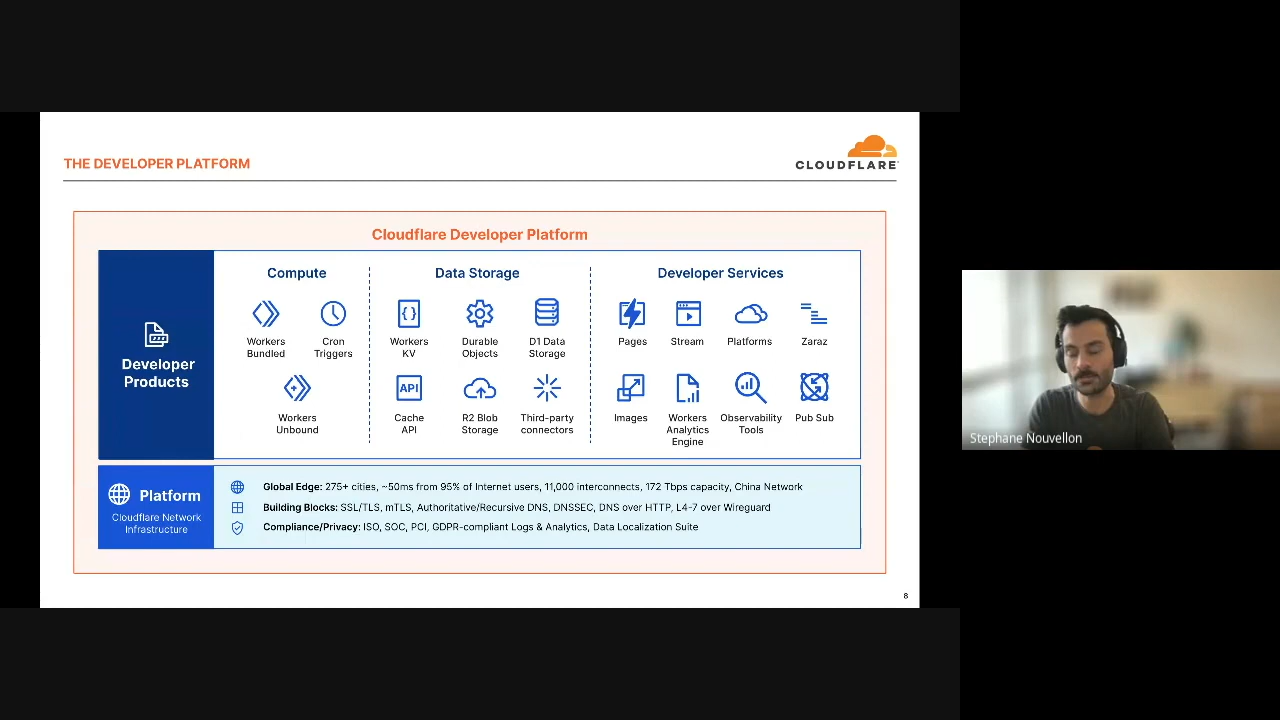 THE DEVELOPER PLATFORM
CLOUDFLARE
Cloudflare Developer Platform
Developer
Products
Compute
Workers
Bundled
Cron
Triggers
Workers
Unbound
Data Storage
Workers
KV
Durable
Objects
D1 Data
Storage
API
Cache
API
R2 Blob
Storage
Third-party
connectors
Developer Services
Pages
Stream
Platforms
Zaraz
Images
Workers
Analytics
Engine
Observability
Tools
Pub Sub
Platform
Cloudflare Network
Infrastructure
Global Edge: 275+ cities, ~50ms from 95% of Internet users, 11,000 interconnects, 172 Tbps capacity, China Network
Building Blocks: SSL/TLS, mTLS, Authoritative/Recursive DNS, DNSSEC, DNS over HTTP, L4-7 over Wireguard
Compliance/Privacy: ISO, SOC, PCI, GDPR-compliant Logs & Analytics, Data Localization Suite
8
Stephane Nouvellon